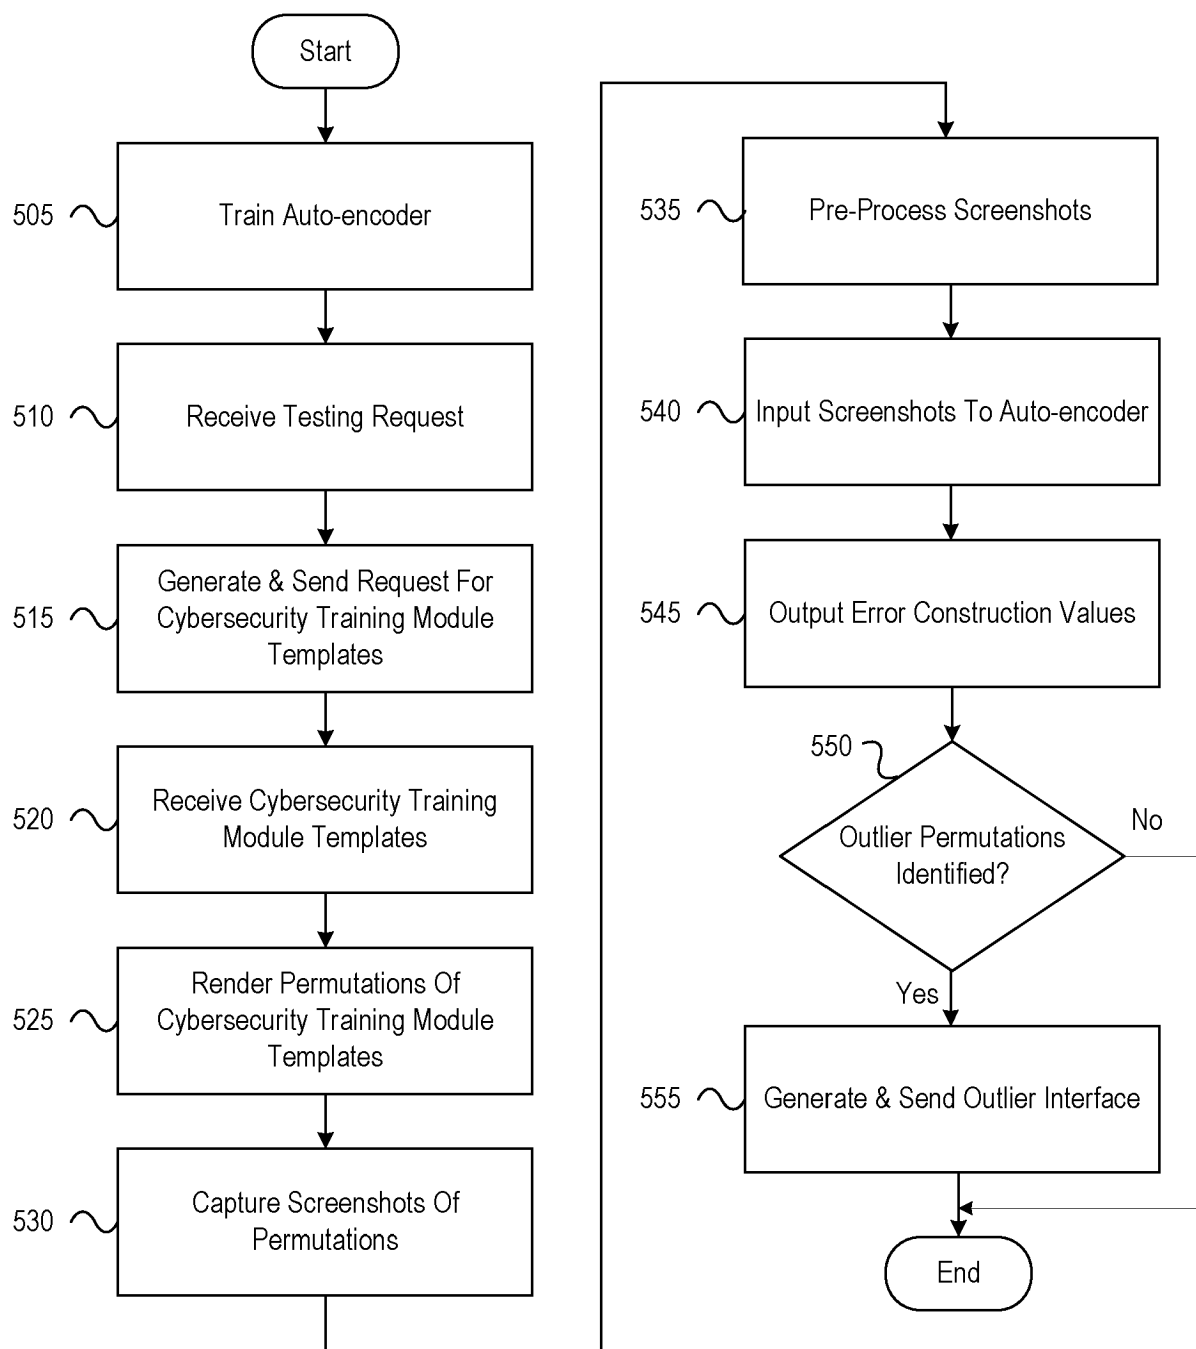 Start
505
Train Auto-encoder
510
Receive Testing Request
515
Generate & Send Request For
Cybersecurity Training Module
Templates
520
Receive Cybersecurity Training
Module Templates
525
Render Permutations Of
Cybersecurity Training Module
Templates
530
Capture Screenshots Of
Permutations
535
Pre-Process Screenshots
540
Input Screenshots To Auto-encoder
545
Output Error Construction Values
550
Outlier Permutations
Identified?
No
Yes
555
Generate & Send Outlier Interface
End